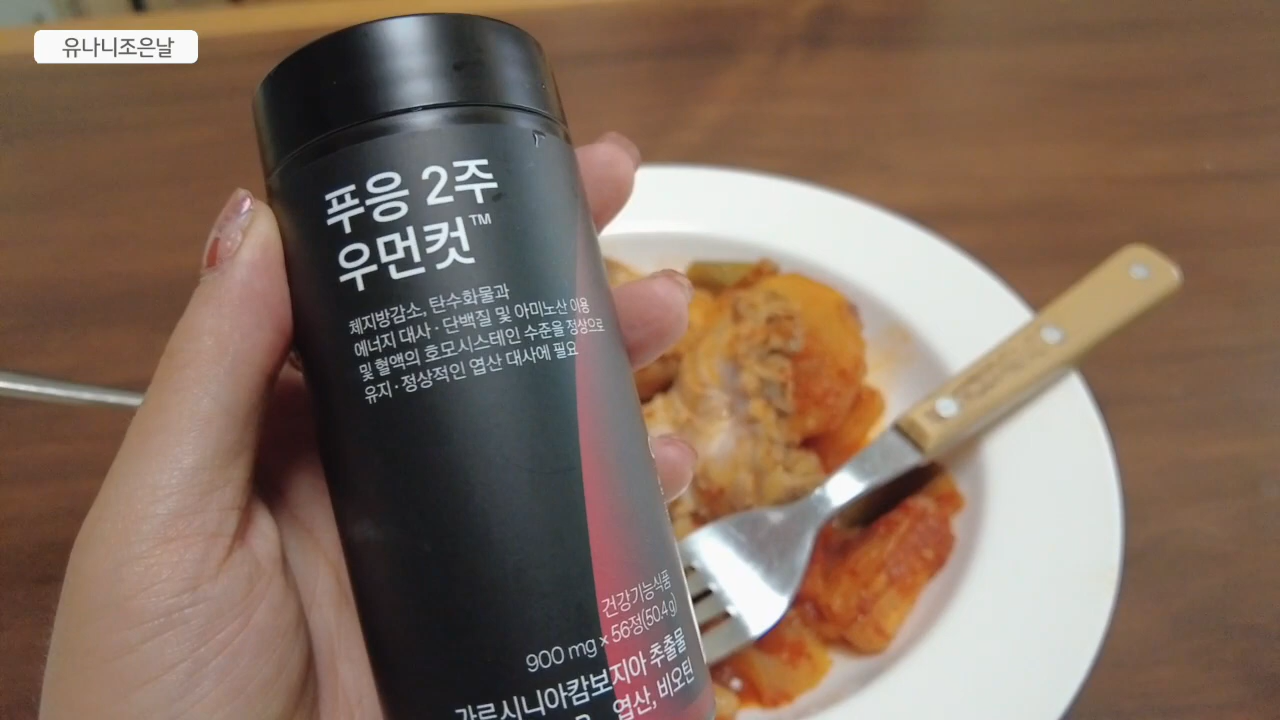 유나니조은날
푸응 2주
우먼컷™
체지방감소, 탄수화물과
에너지 대사·단백질 및 아미노산 이용
및 혈액의 호모시스테인 수준을 정상으로
유지·정상적인 엽산 대사에 필요
건강기능식품
900 mg x 56정(50.4 g)
가르시니아캄보지아 추출물
엽산, 비오틴